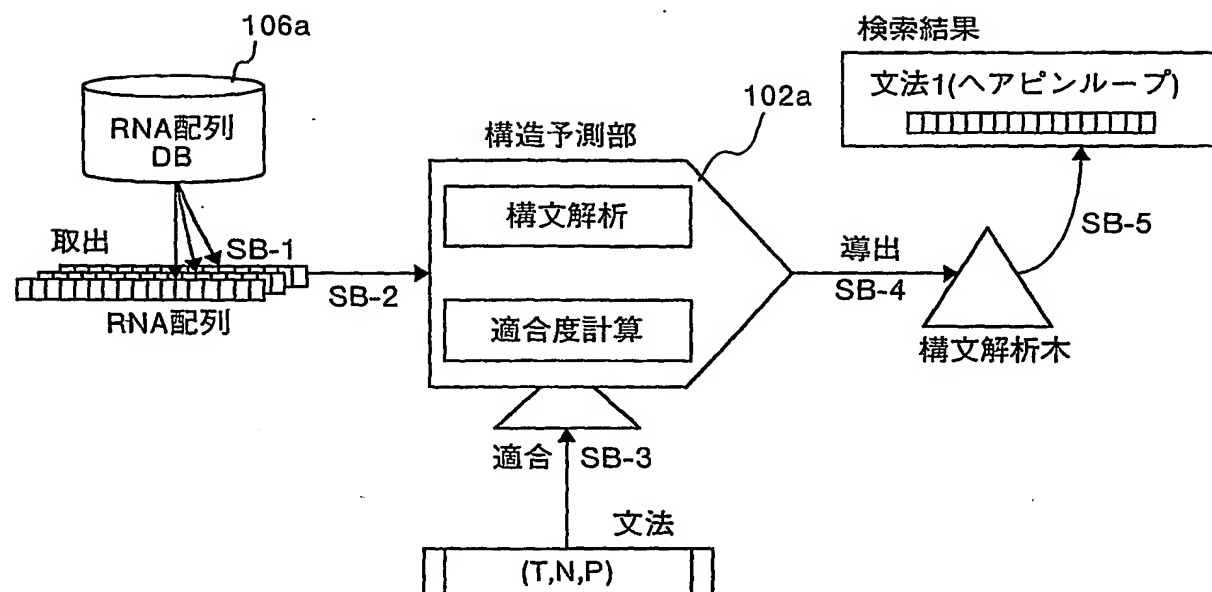 106a
RNA配列
DB
取出
SB-1
RNA配列
SB-2
構造予測部
102a
構文解析
適合度計算
適合
SB-3
文法
(T,N,P)
導出
SB-4
構文解析木
SB-5
検索結果
文法1(ヘアピンループ)